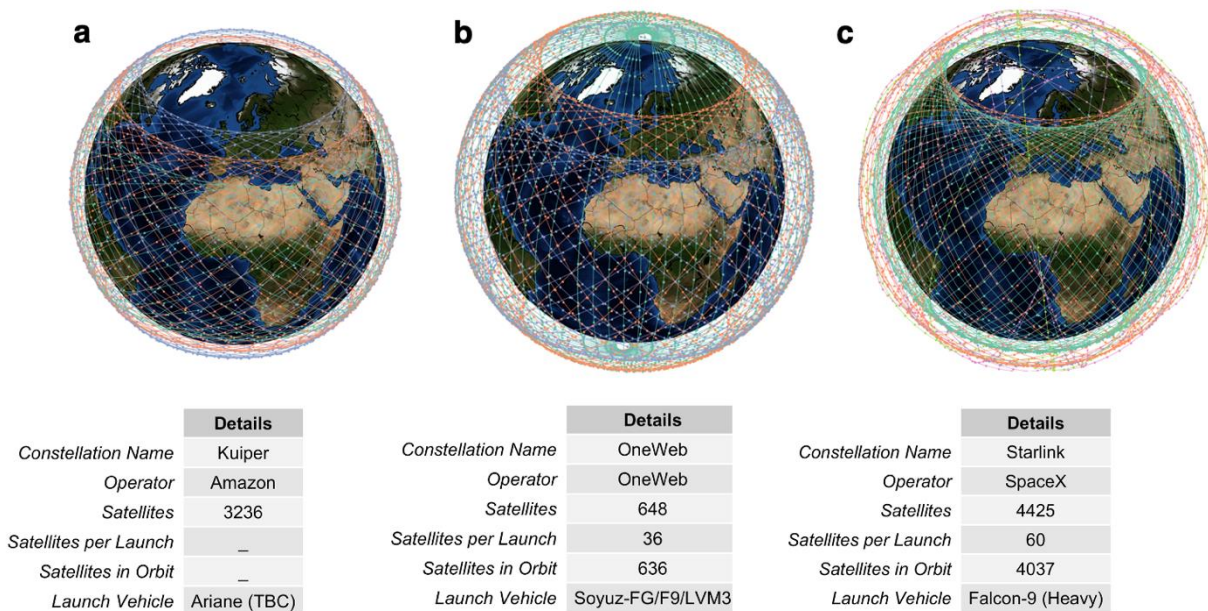 a
b
c
Details
Constellation Name Kuiper
Operator Amazon
Satellites 3236
Satellites per Launch _
Satellites in Orbit _
Launch Vehicle Ariane (TBC)
Details
Constellation Name OneWeb
Operator OneWeb
Satellites 648
Satellites per Launch 36
Satellites in Orbit 636
Launch Vehicle Soyuz-FG/F9/LVM3
Details
Constellation Name Starlink
Operator SpaceX
Satellites 4425
Satellites per Launch 60
Satellites in Orbit 4037
Launch Vehicle Falcon-9 (Heavy)